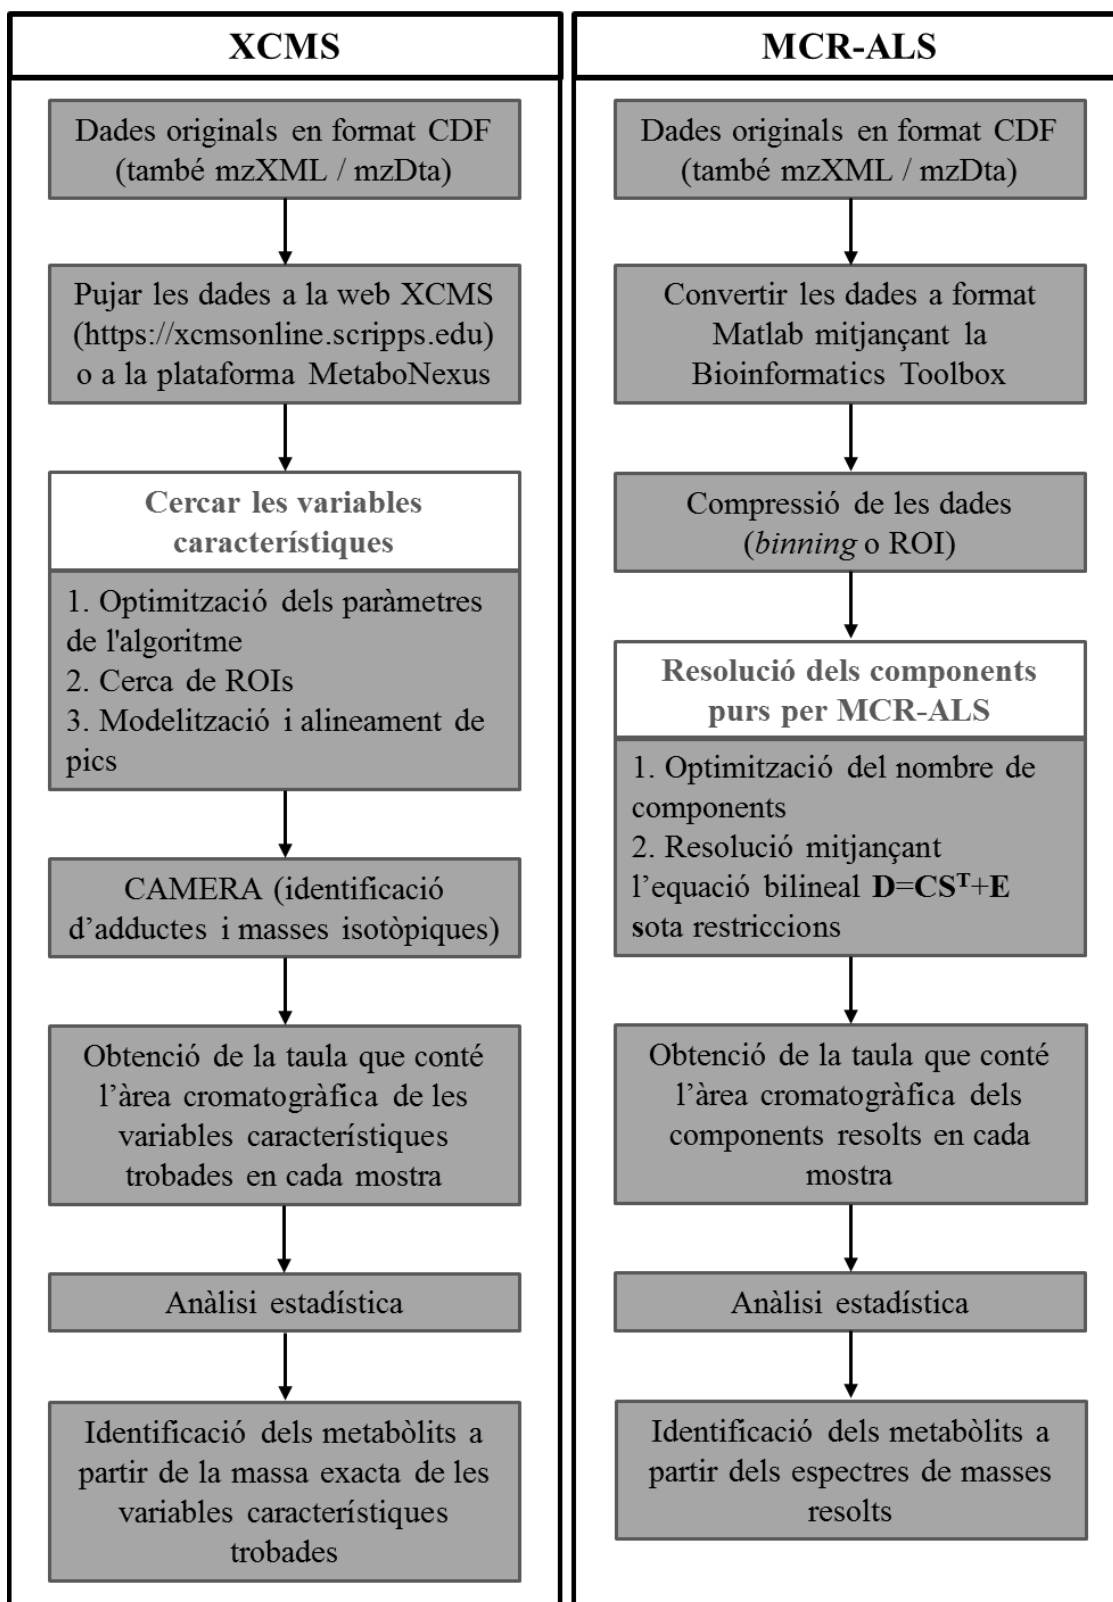 XCMS
Dades originals en format CDF
(també mzXML / mzDta)
Pujar les dades a la web XCMS
(https://xcmsonline.scripps.edu)
o a la plataforma MetaboNexus
Cercar les variables
característiques
1. Optimització dels paràmetres
de l'algoritme
2. Cerca de ROIs
3. Modelització i alineament de
pics
CAMERA (identificació
d’adductes i masses isotòpiques)
Obtenció de la taula que conté
l’àrea cromatogràfica de les
variables característiques
trobades en cada mostra
Anàlisi estadística
Identificació dels metabòlits a
partir de la massa exacta de les
variables característiques
trobades
MCR-ALS
Dades originals en format CDF
(també mzXML / mzDta)
Convertir les dades a format
Matlab mitjançant la
Bioinformatics Toolbox
Compressió de les dades
(binning o ROI)
Resolució dels components
purs per MCR-ALS
1. Optimització del nombre de
components
2. Resolució mitjançant
l’equació bilineal D=CSᵀ+E
sota restriccions
Obtenció de la taula que conté
l’àrea cromatogràfica dels
components resolts en cada
mostra
Anàlisi estadística
Identificació dels metabòlits a
partir dels espectres de masses
resolts